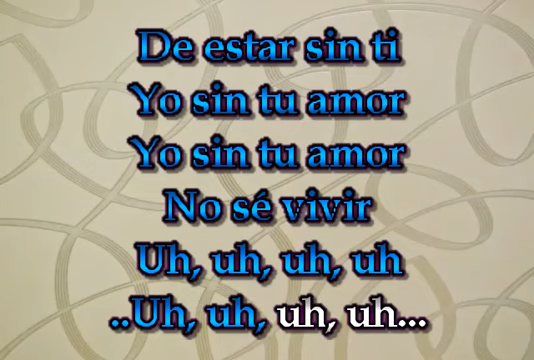 De estar sin ti
Yo sin tu amor
Yo sin tu amor
No sé vivir
Uh, uh, uh, uh
..Uh, uh, uh, uh...